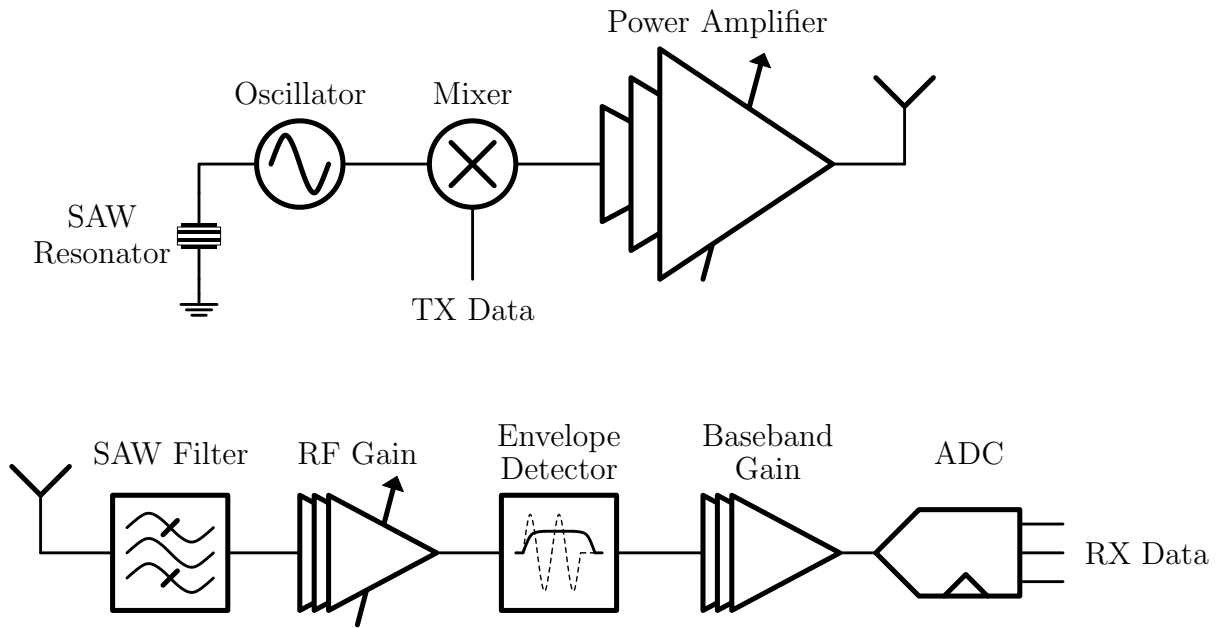 Power Amplifier
Oscillator
Mixer
SAW
Resonator
TX Data
SAW Filter
RF Gain
Envelope
Detector
Baseband
Gain
ADC
RX Data